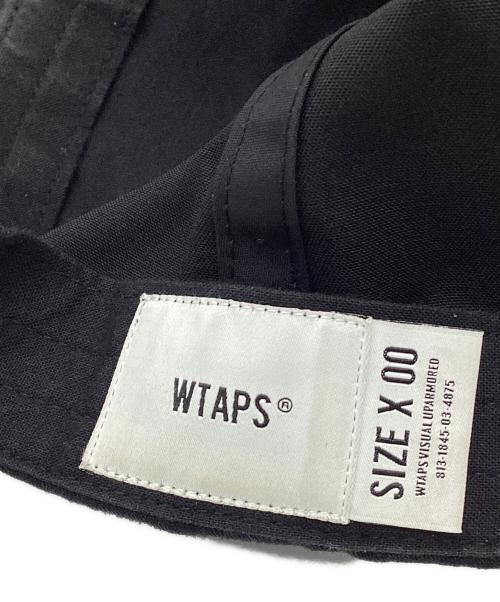 WTAPS®
SIZE X 00
WTAPS VISUAL UPARMORED
813-1845-03-4875